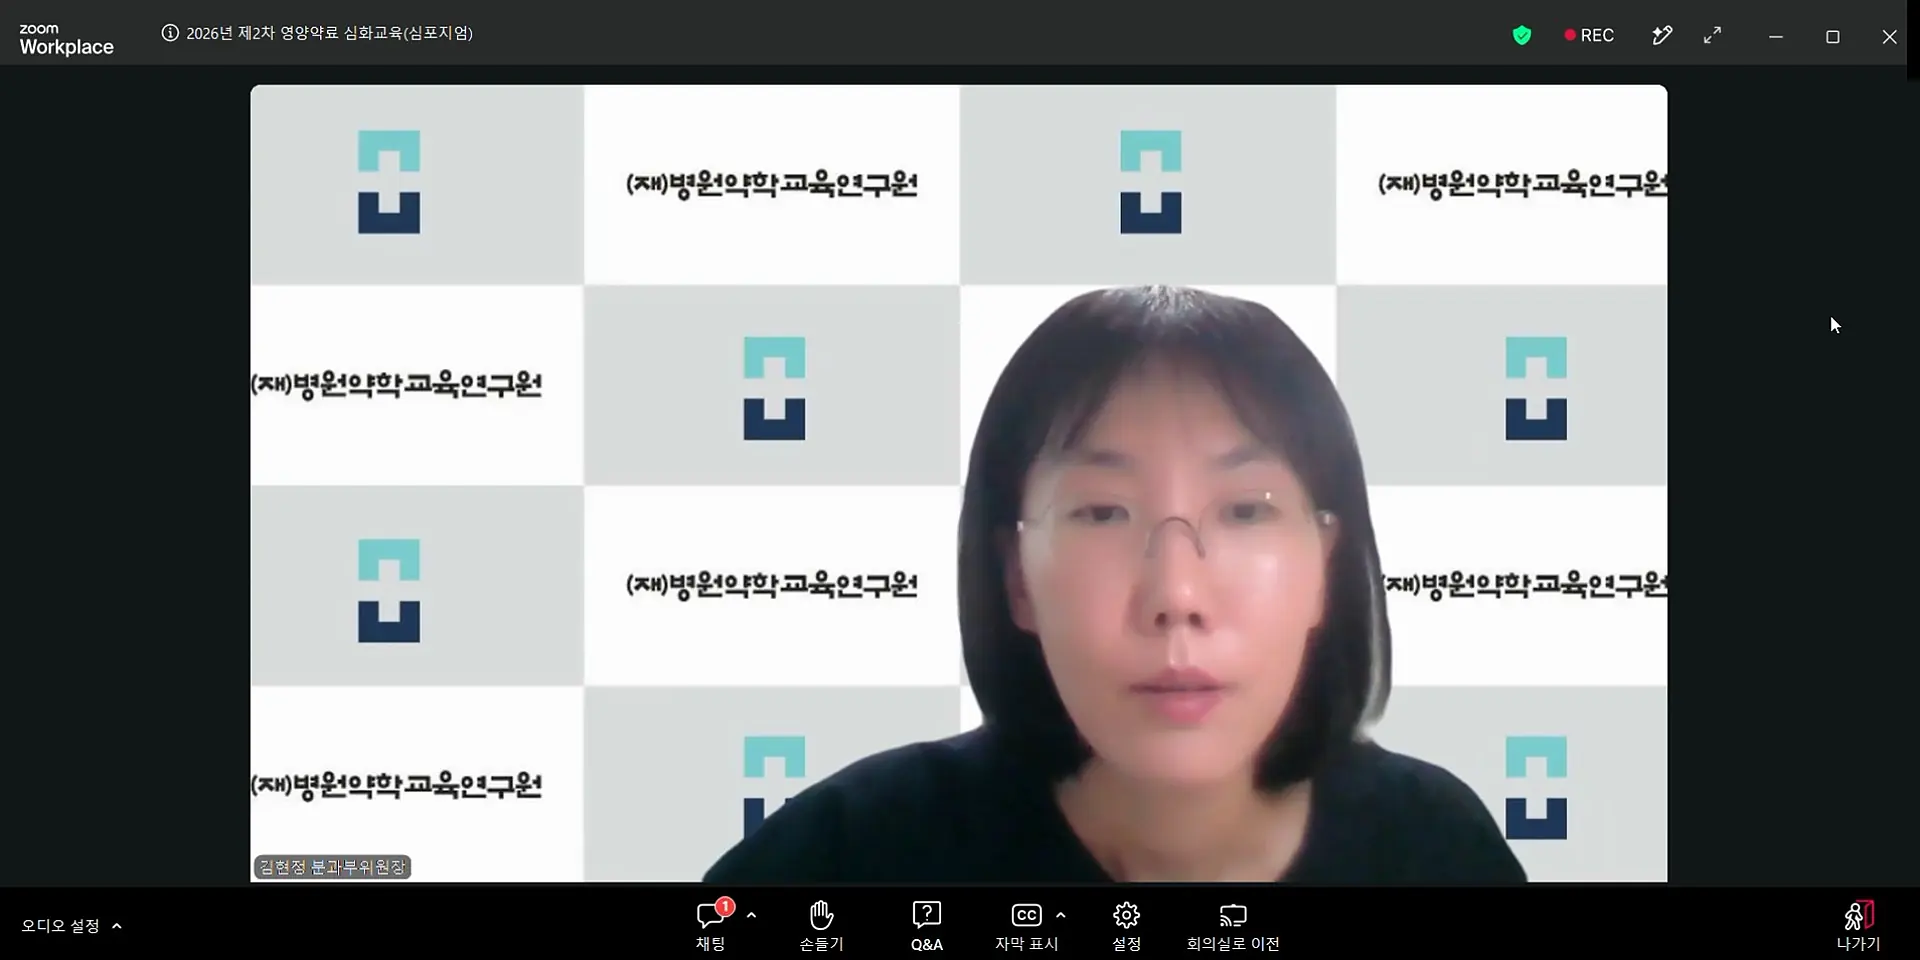 zoom
Workplace
2026년 제2차 영양약료 심화교육(심포지엄)
REC
(재)병원약학교육연구원
(재)병원약학교육연구원
(재)병원약학교육연구원
(재)병원약학교육연구원
(재)병원약학교육연구원
(재)병원약학교육연구원
김현정 분과부위원장
오디오 설정
1
채팅
손들기
Q&A
CC
자막 표시
설정
회의실로 이전
나가기